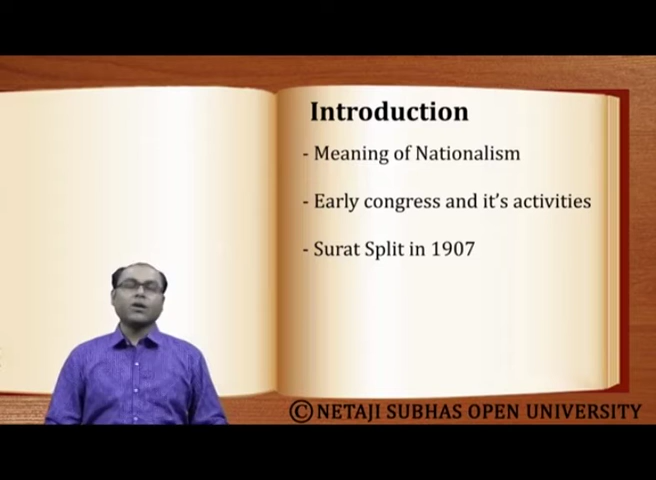 Introduction
- Meaning of Nationalism
- Early congress and it's activities
- Surat Split in 1907
© NETAJI SUBHAS OPEN UNIVERSITY